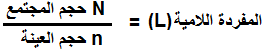 المفردة اللامية (L) = 
N حجم المجتمع
n حجم العينة